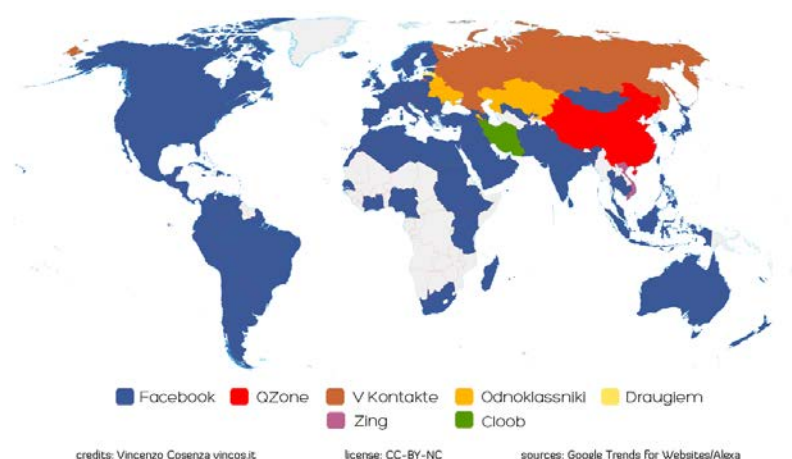 Facebook QZone V Kontakte Odnoklassniki Draugiem
Zing Cloob
credits: Vincenzo Cosenza vincos.it license: CC-BY-NC sources: Google Trends for Websites/Alexa